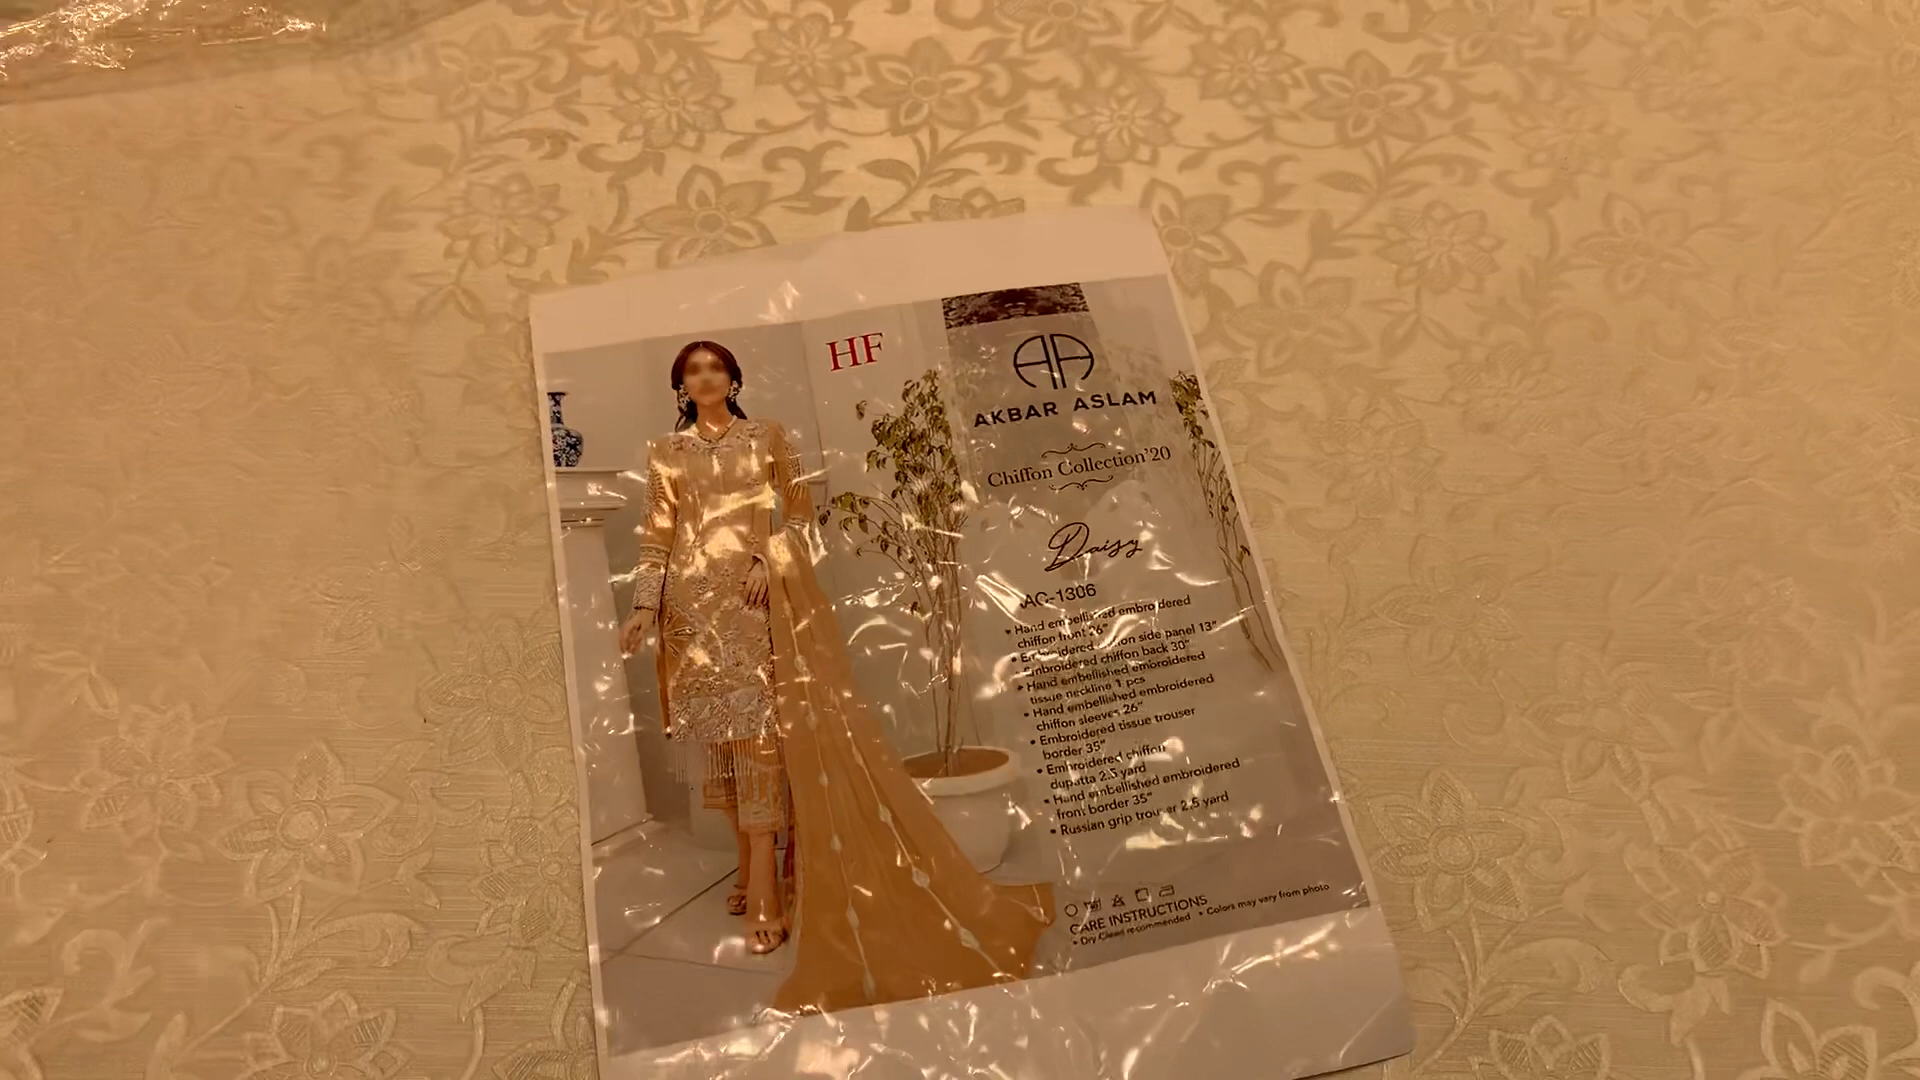 HF
AA
AKBAR ASLAM
Chiffon Collection'20
Daisy
AC-1306
• Hand embellished embroidered
chiffon front 26"
• Embroidered chiffon side panel 13"
• Embroidered chiffon back 30"
• Hand embellished embroidered
tissue neckline 1 pcs
• Hand embellished embroidered
chiffon sleeves 26"
• Embroidered tissue trouser
border 35"
• Embroidered chiffon
dupatta 2.5 yard
• Hand embellished embroidered
front border 35"
• Russian grip trouser 2.5 yard
CARE INSTRUCTIONS
• Dry Clean recommended • Colors may vary from photo